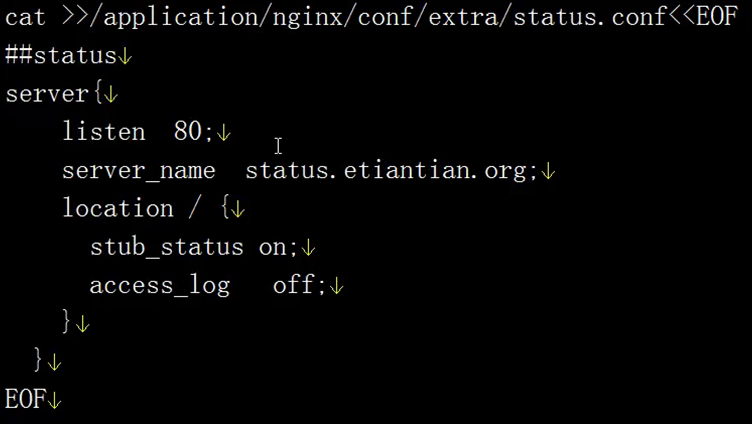 cat >>/application/nginx/conf/extra/status.conf<<EOF
##status↓
server{↓
    listen  80;↓
    server_name  status.etiantian.org;↓
    location / {↓
      stub_status on;↓
      access_log   off;↓
    }↓
  }↓
EOF↓